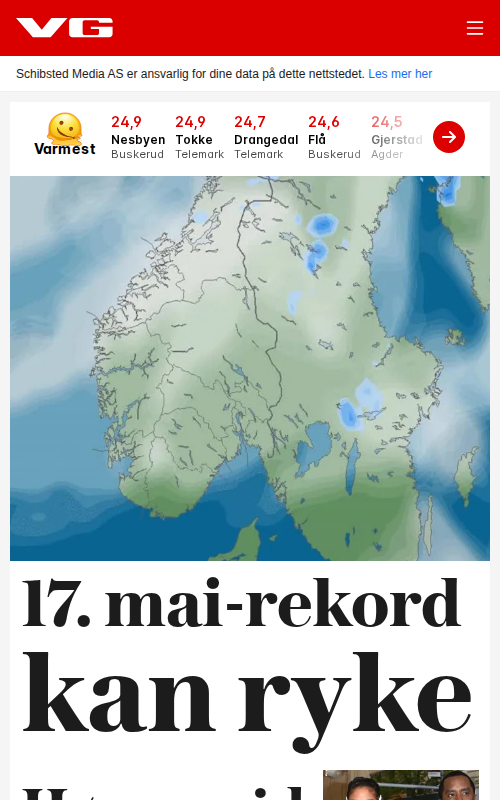 VG
Schibsted Media AS er ansvarlig for dine data på dette nettstedet. Les mer her
Varmest
24,9 Nesbyen Buskerud
24,9 Tokke Telemark
24,7 Drangedal Telemark
24,6 Flå Buskerud
24,5 Gjerstad Agder
17. mai-rekord
kan ryke